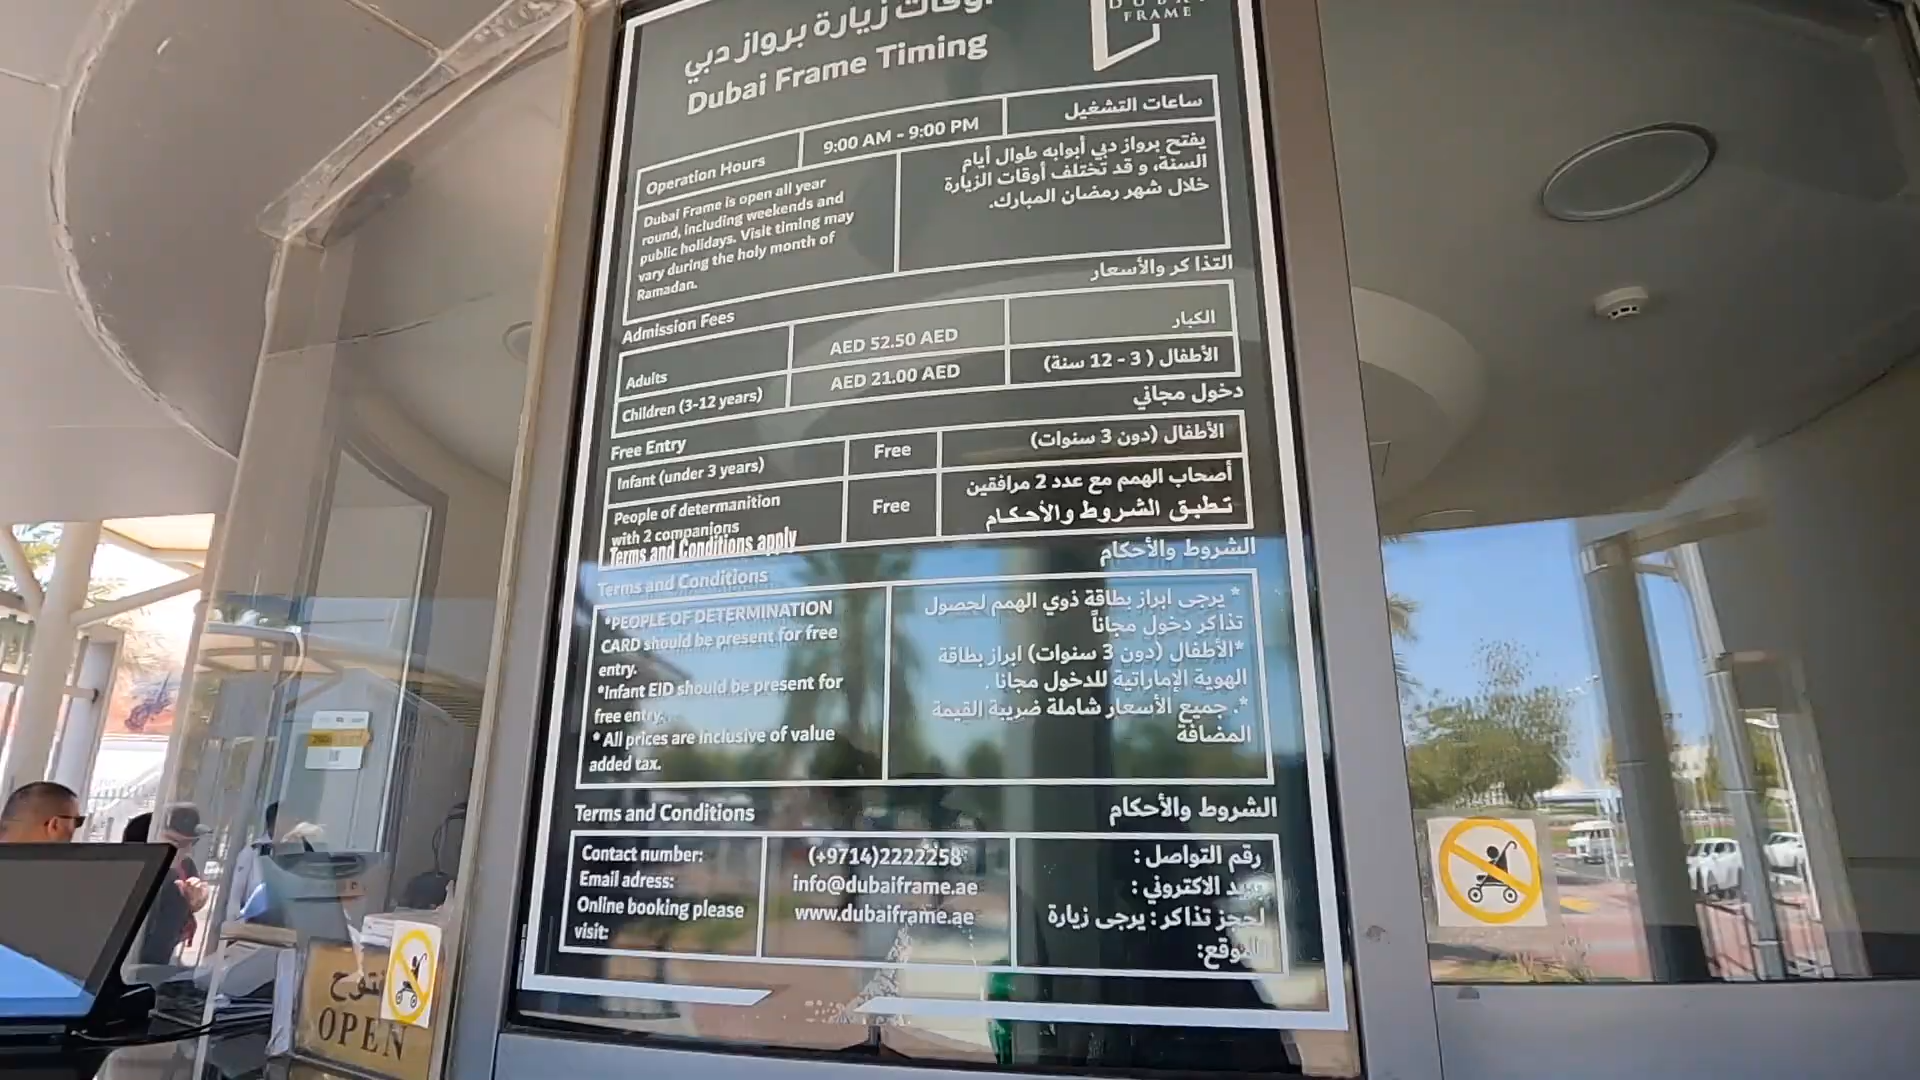 أوقات زيارة برواز دبي
Dubai Frame Timing
FRAME
Operation Hours
9:00 AM - 9:00 PM
ساعات التشغيل
Dubai Frame is open all year
round, including weekends and
public holidays. Visit timing may
vary during the holy month of
Ramadan.
يفتح برواز دبي أبوابه طوال أيام
السنة، و قد تختلف أوقات الزيارة
خلال شهر رمضان المبارك.
Admission Fees
التذاكر والأسعار
Adults
AED 52.50 AED
الكبار
Children (3-12 years)
AED 21.00 AED
الأطفال ( 3 - 12 سنة)
Free Entry
دخول مجاني
Infant (under 3 years)
Free
الأطفال (دون 3 سنوات)
People of determanition
with 2 companions
Terms and Conditions apply
Free
أصحاب الهمم مع عدد 2 مرافقين
تطبق الشروط والأحكام
Terms and Conditions
الشروط والأحكام
*PEOPLE OF DETERMINATION
CARD should be present for free
entry.
*Infant EID should be present for
free entry.
* All prices are inclusive of value
added tax.
* يرجى ابراز بطاقة ذوي الهمم لحصول
تذاكر دخول مجاناً
*الأطفال (دون 3 سنوات) ابراز بطاقة
الهوية الإماراتية للدخول مجانا .
*. جميع الأسعار شاملة ضريبة القيمة
المضافة
Terms and Conditions
الشروط والأحكام
Contact number:
(+9714)2222258
رقم التواصل :
Email adress:
info@dubaiframe.ae
بريد الاكتروني :
Online booking please
visit:
www.dubaiframe.ae
لحجز تذاكر : يرجى زيارة
الموقع:
OPEN